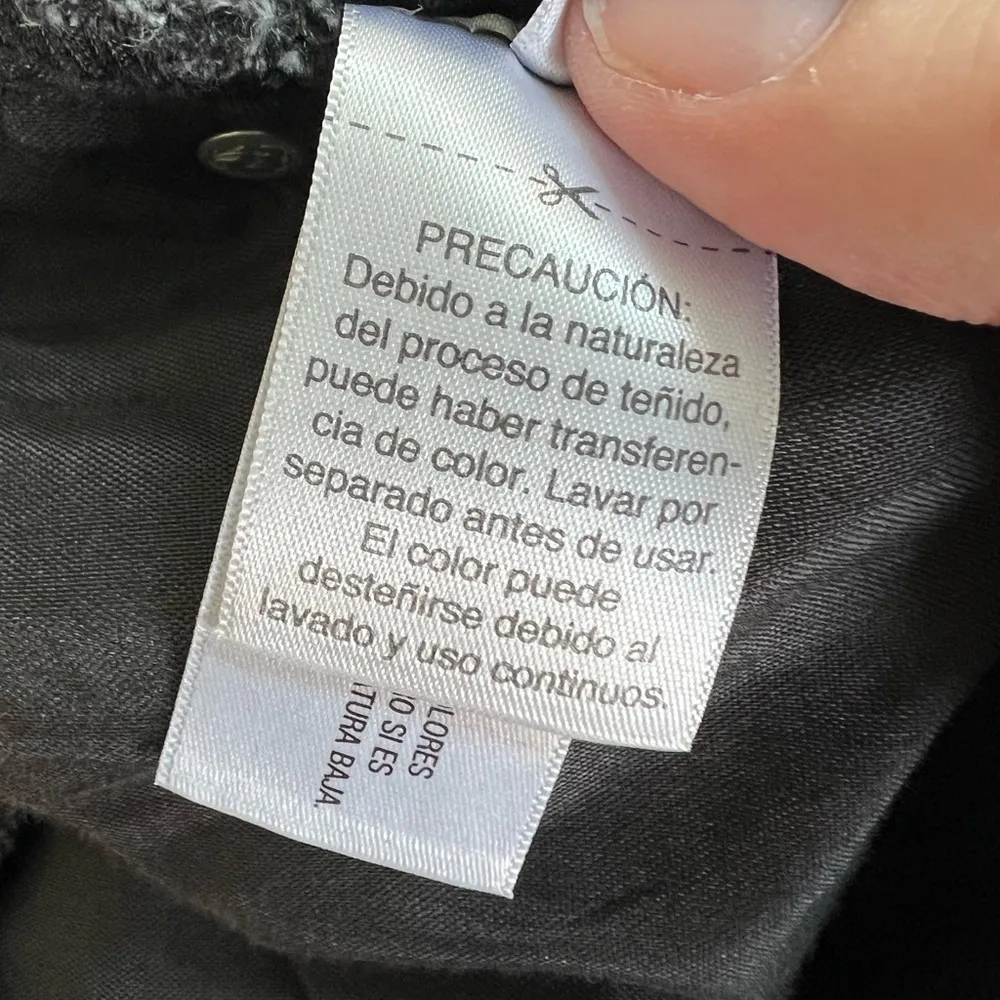 PRECAUCIÓN:
Debido a la naturaleza
del proceso de teñido,
puede haber transferen-
cia de color. Lavar por
separado antes de usar.
El color puede
desteñirse debido al
lavado y uso continuos.
LORES
O SI ES
TURA BAJA.